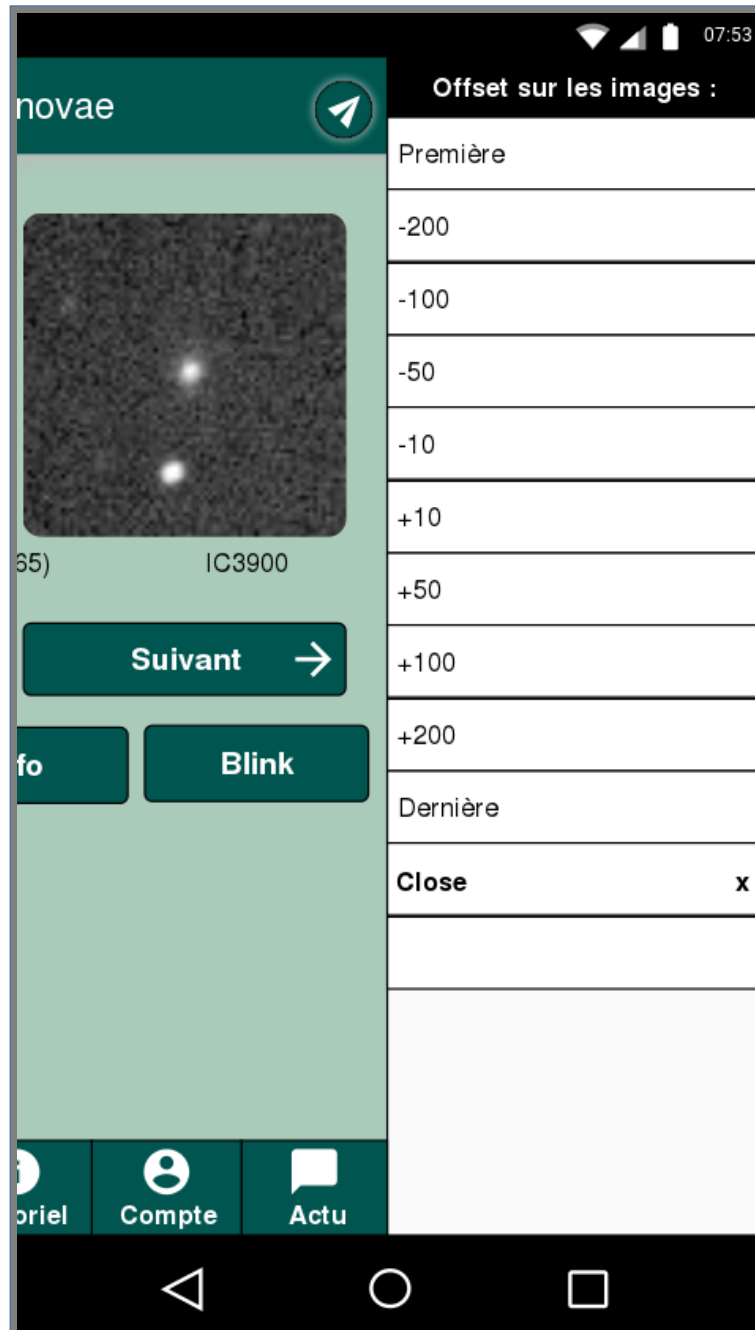 07:53
novae
Offset sur les images :
Première
-200
-100
-50
-10
+10
+50
+100
+200
Dernière
Close x
65) IC3900
Suivant
fo Blink
oriel Compte Actu